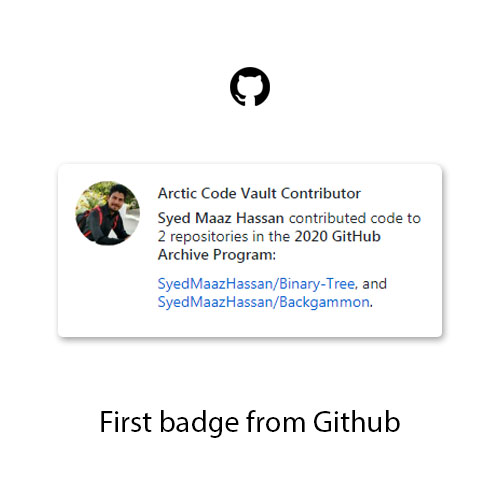 Arctic Code Vault Contributor
Syed Maaz Hassan contributed code to
2 repositories in the 2020 GitHub
Archive Program:
SyedMaazHassan/Binary-Tree, and
SyedMaazHassan/Backgammon.
First badge from Github